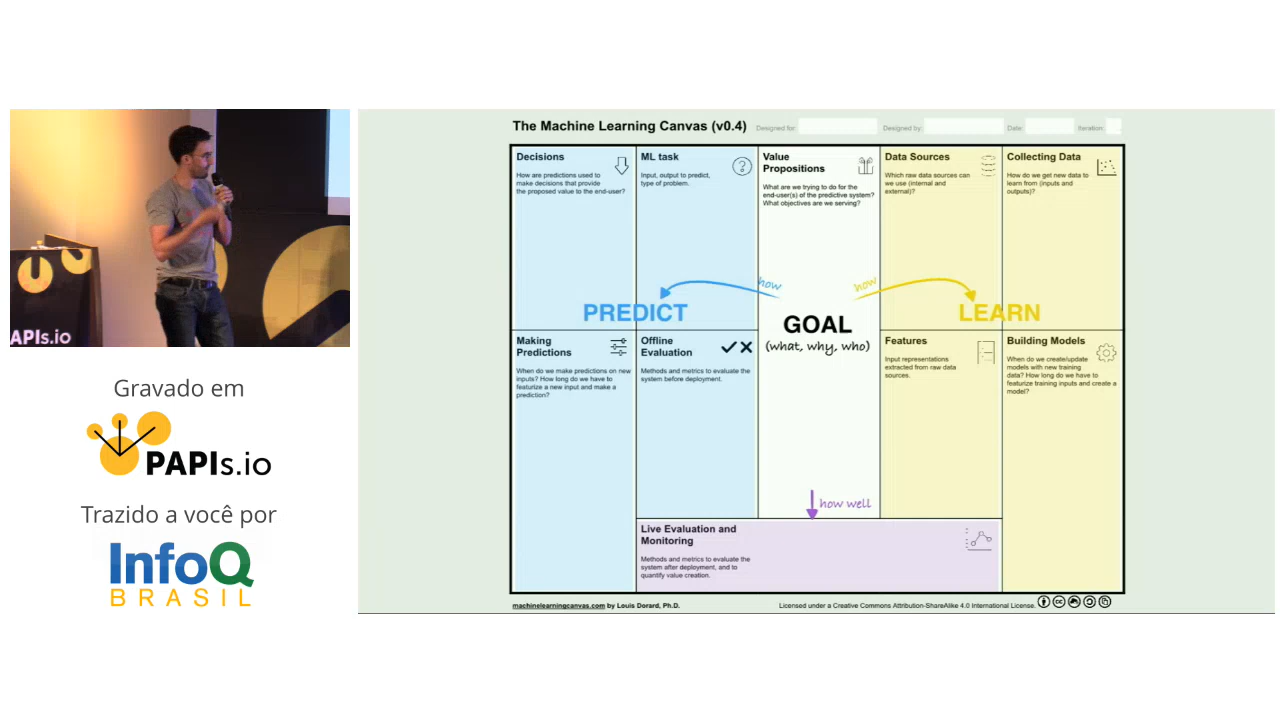 The Machine Learning Canvas (v0.4)
Designed for:
Designed by:
Date:
Iteration:
Decisions
How are predictions used to
make decisions that provide
the proposed value to the end-user?
ML task
Input, output to predict,
type of problem.
Value
Propositions
What are we trying to do for the
end-user(s) of the predictive system?
What objectives are we serving?
Data Sources
Which raw data sources can
we use (internal and
external)?
Collecting Data
How do we get new data to
learn from (inputs and
outputs)?
how
how
PREDICT
GOAL
(what, why, who)
LEARN
Making
Predictions
When do we make predictions on new
inputs? How long do we have to
featurize a new input and make a
prediction?
Offline
Evaluation
Methods and metrics to evaluate the
system before deployment.
Features
Input representations
extracted from raw data
sources.
Building Models
When do we create/update
models with new training
data? How long do we have to
featurize training inputs and create a
model?
how well
Live Evaluation and
Monitoring
Methods and metrics to evaluate the
system after deployment, and to
quantify value creation.
machinelearningcanvas.com by Louis Dorard, Ph.D.
Licensed under a Creative Commons Attribution-ShareAlike 4.0 International License.
APIs.io
Gravado em
PAPIs.io
Trazido a você por
InfoQ
BRASIL